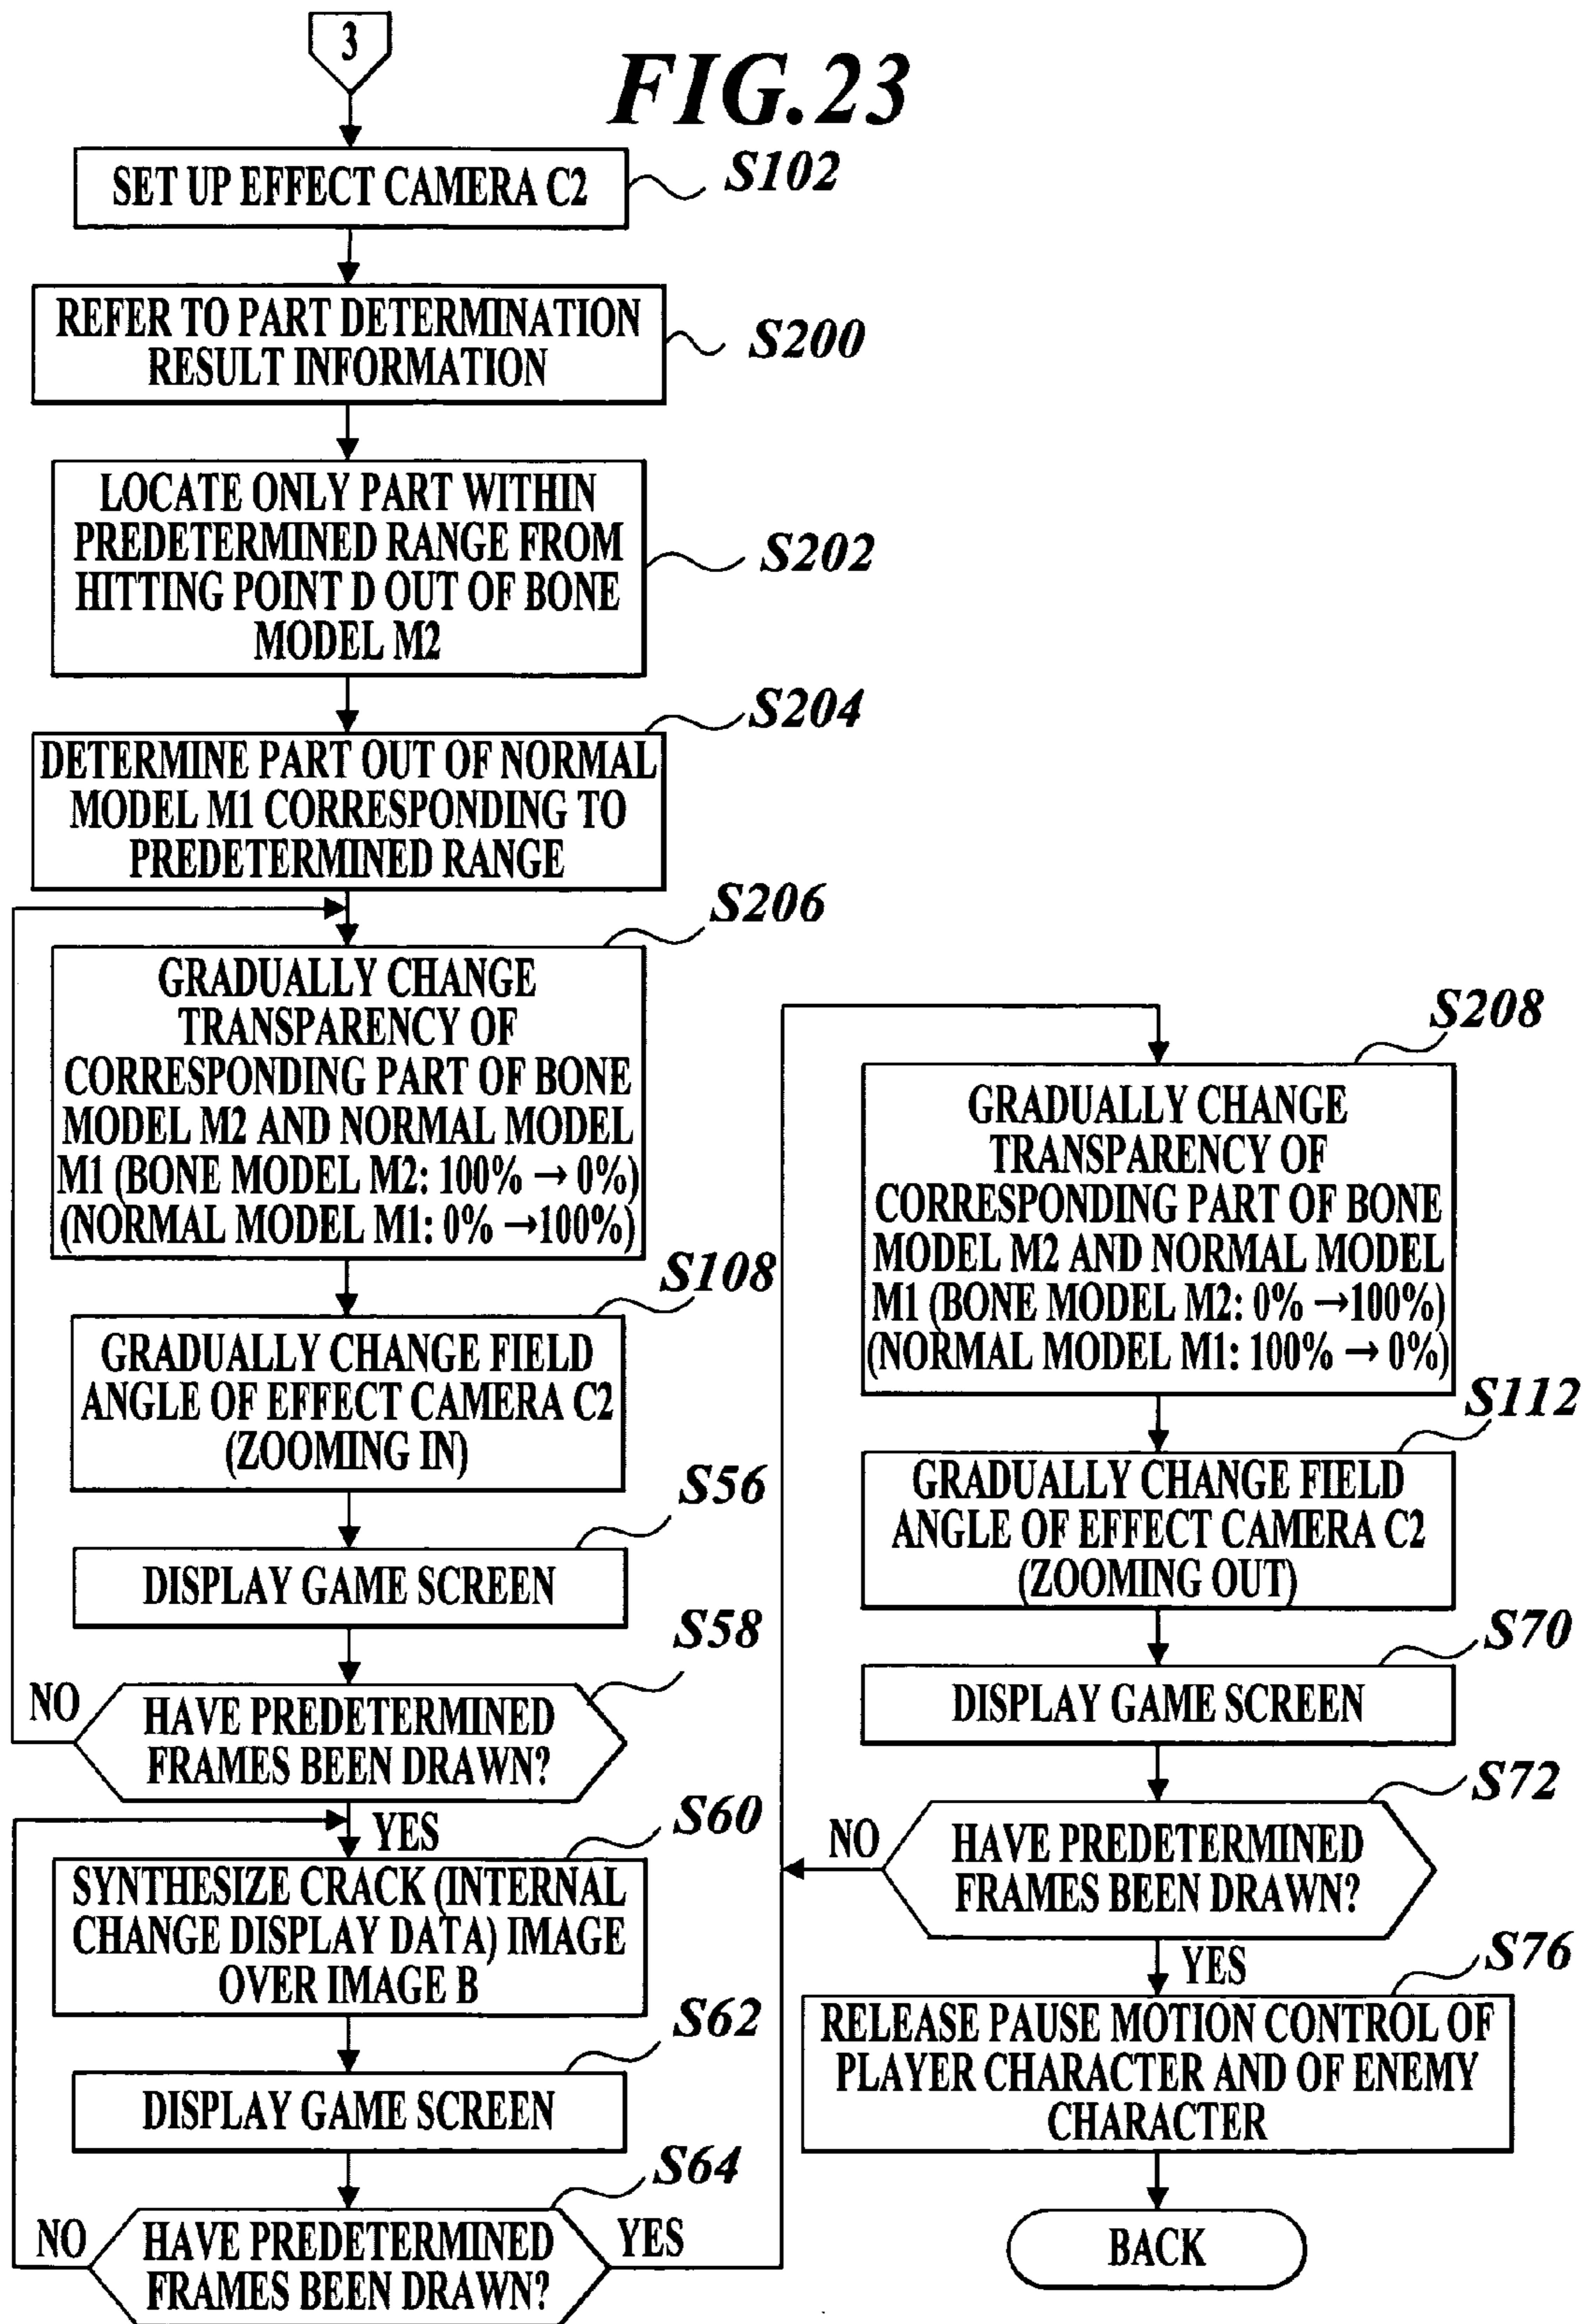 3
FIG.23
SET UP EFFECT CAMERA C2
S102
REFER TO PART DETERMINATION
RESULT INFORMATION
S200
LOCATE ONLY PART WITHIN
PREDETERMINED RANGE FROM
HITTING POINT D OUT OF BONE
MODEL M2
S202
S204
DETERMINE PART OUT OF NORMAL
MODEL M1 CORRESPONDING TO
PREDETERMINED RANGE
S206
GRADUALLY CHANGE
TRANSPARENCY OF
CORRESPONDING PART OF BONE
MODEL M2 AND NORMAL MODEL
M1 (BONE MODEL M2: 100% → 0%)
(NORMAL MODEL M1: 0% →100%)
S108
GRADUALLY CHANGE FIELD
ANGLE OF EFFECT CAMERA C2
(ZOOMING IN)
S56
DISPLAY GAME SCREEN
S58
NO
HAVE PREDETERMINED
FRAMES BEEN DRAWN?
YES
S60
SYNTHESIZE CRACK (INTERNAL
CHANGE DISPLAY DATA) IMAGE
OVER IMAGE B
S62
DISPLAY GAME SCREEN
S64
NO
HAVE PREDETERMINED
FRAMES BEEN DRAWN?
YES
S208
GRADUALLY CHANGE
TRANSPARENCY OF
CORRESPONDING PART OF BONE
MODEL M2 AND NORMAL MODEL
M1 (BONE MODEL M2: 0% →100%)
(NORMAL MODEL M1: 100% → 0%)
S112
GRADUALLY CHANGE FIELD
ANGLE OF EFFECT CAMERA C2
(ZOOMING OUT)
S70
DISPLAY GAME SCREEN
S72
NO
HAVE PREDETERMINED
FRAMES BEEN DRAWN?
YES
S76
RELEASE PAUSE MOTION CONTROL OF
PLAYER CHARACTER AND OF ENEMY
CHARACTER
BACK